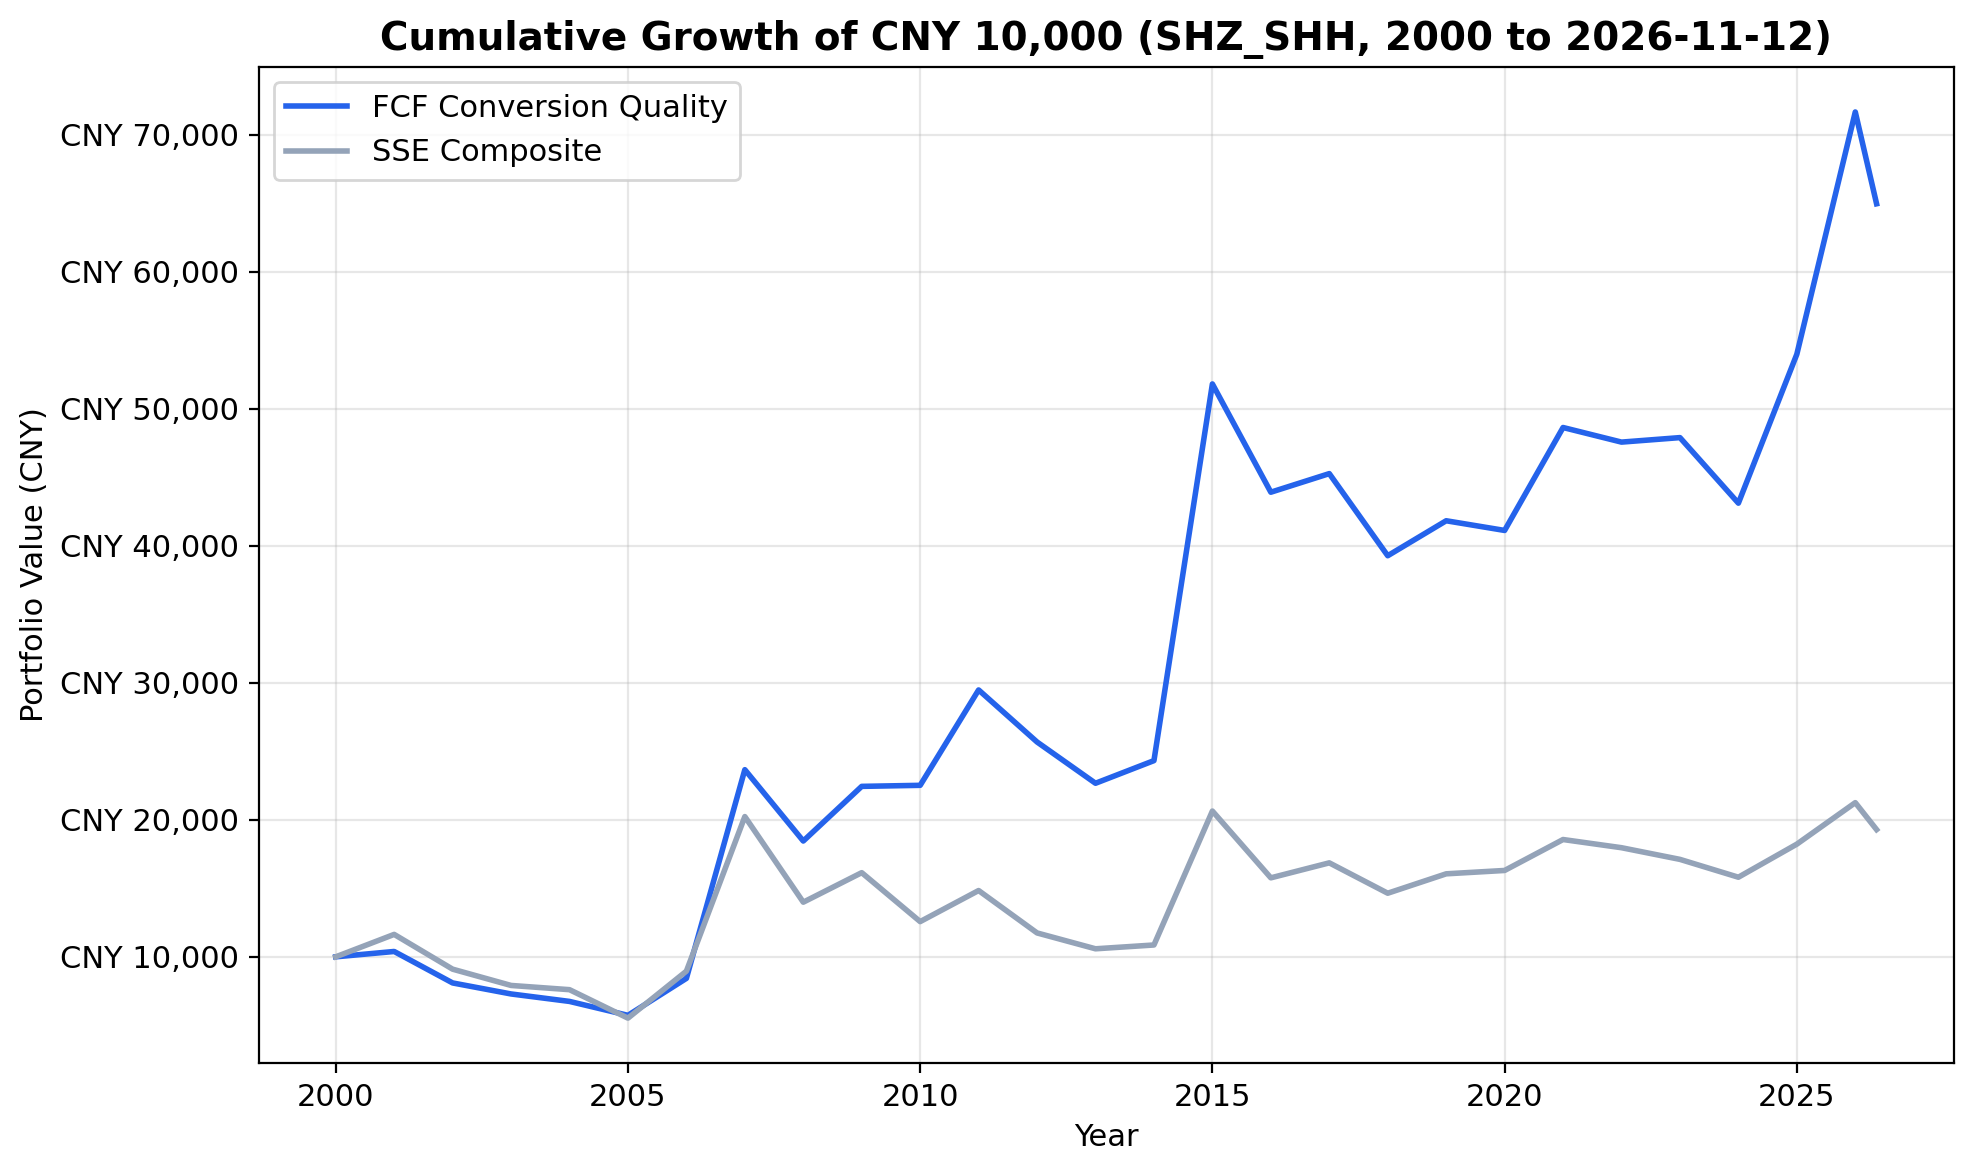 Cumulative Growth of CNY 10,000 (SHZ_SHH, 2000 to 2026-11-12)
FCF Conversion Quality
SSE Composite
CNY 70,000
CNY 60,000
CNY 50,000
CNY 40,000
CNY 30,000
CNY 20,000
CNY 10,000
Portfolio Value (CNY)
2000 2005 2010 2015 2020 2025
Year